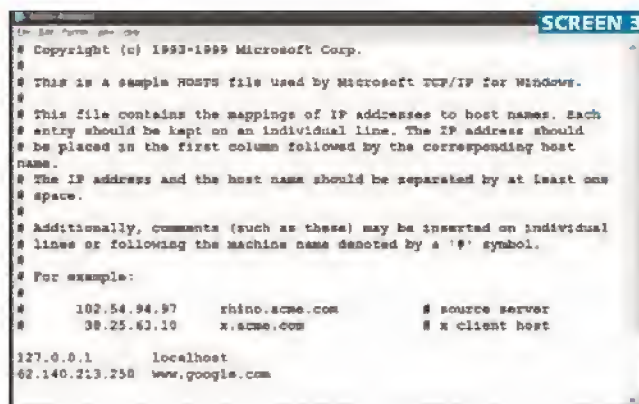 SCREEN 3
# Copyright (c) 1993-1999 Microsoft Corp.
#
# This is a sample HOSTS file used by Microsoft TCP/IP for Windows.
#
# This file contains the mappings of IP addresses to host names. Each
# entry should be kept on an individual line. The IP address should
# be placed in the first column followed by the corresponding host
name.
# The IP address and the host name should be separated by at least one
# space.
#
# Additionally, comments (such as these) may be inserted on individual
# lines or following the machine name denoted by a '#' symbol.
#
# For example:
#
# 102.54.94.97 rhino.acme.com # source server
# 38.25.63.10 x.acme.com # x client host
127.0.0.1 localhost
62.140.213.250 www.google.com